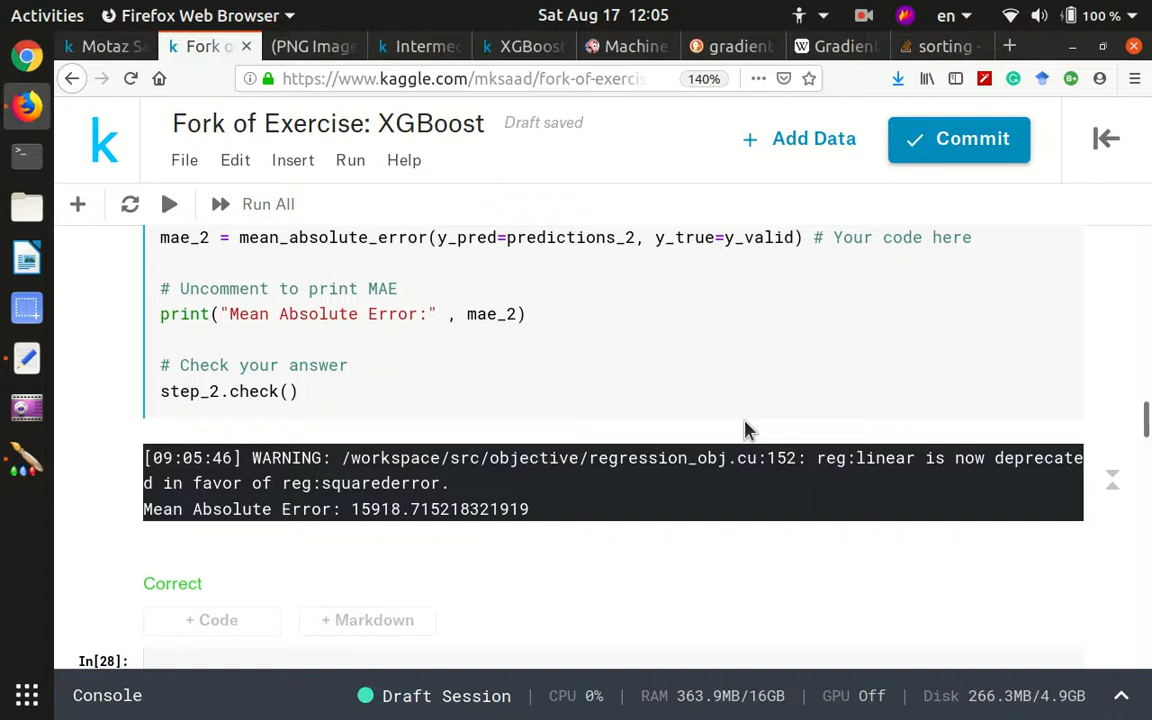 Activities
Firefox Web Browser
Sat Aug 17 12:05
en
100 %
k Motaz Sa
k Fork o
(PNG Image
k Interme
k XGBoost
Machine
gradient
W Gradien
sorting -
https://www.kaggle.com/mksaad/fork-of-exercis
140%
k
Fork of Exercise: XGBoost
Draft saved
+ Add Data
Commit
File Edit Insert Run Help
Run All
mae_2 = mean_absolute_error(y_pred=predictions_2, y_true=y_valid) # Your code here
# Uncomment to print MAE
print("Mean Absolute Error:" , mae_2)
# Check your answer
step_2.check()
[09:05:46] WARNING: /workspace/src/objective/regression_obj.cu:152: reg:linear is now deprecate
d in favor of reg:squarederror.
Mean Absolute Error: 15918.715218321919
Correct
+ Code
+ Markdown
In[28]:
Console
Draft Session
CPU 0%
RAM 363.9MB/16GB
GPU Off
Disk 266.3MB/4.9GB